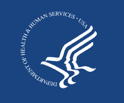 DEPARTMENT OF HEALTH & HUMAN SERVICES • USA